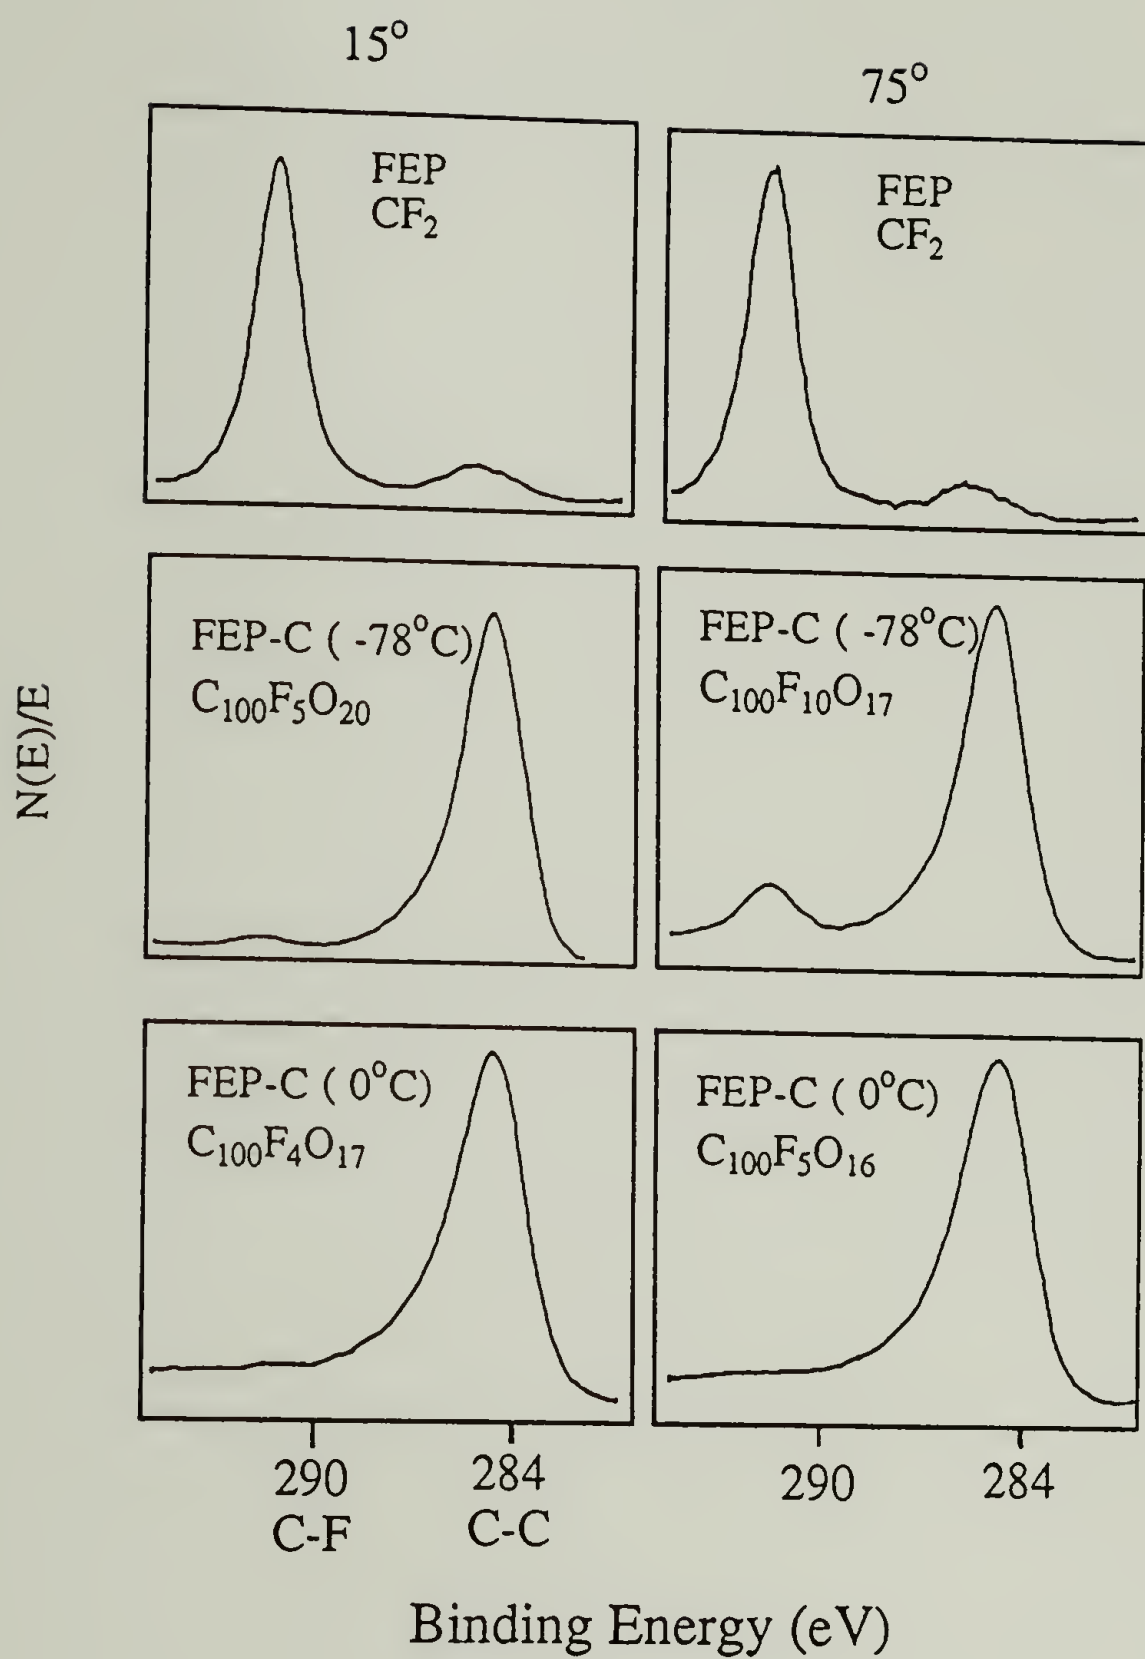 15°
75°
FEP
CF₂
FEP
CF₂
FEP-C ( -78°C)
C₁₀₀F₅O₂₀
FEP-C ( -78°C)
C₁₀₀F₁₀O₁₇
N(E)/E
FEP-C ( 0°C)
C₁₀₀F₄O₁₇
FEP-C ( 0°C)
C₁₀₀F₅O₁₆
290
284
290
284
C-F
C-C
Binding Energy (eV)